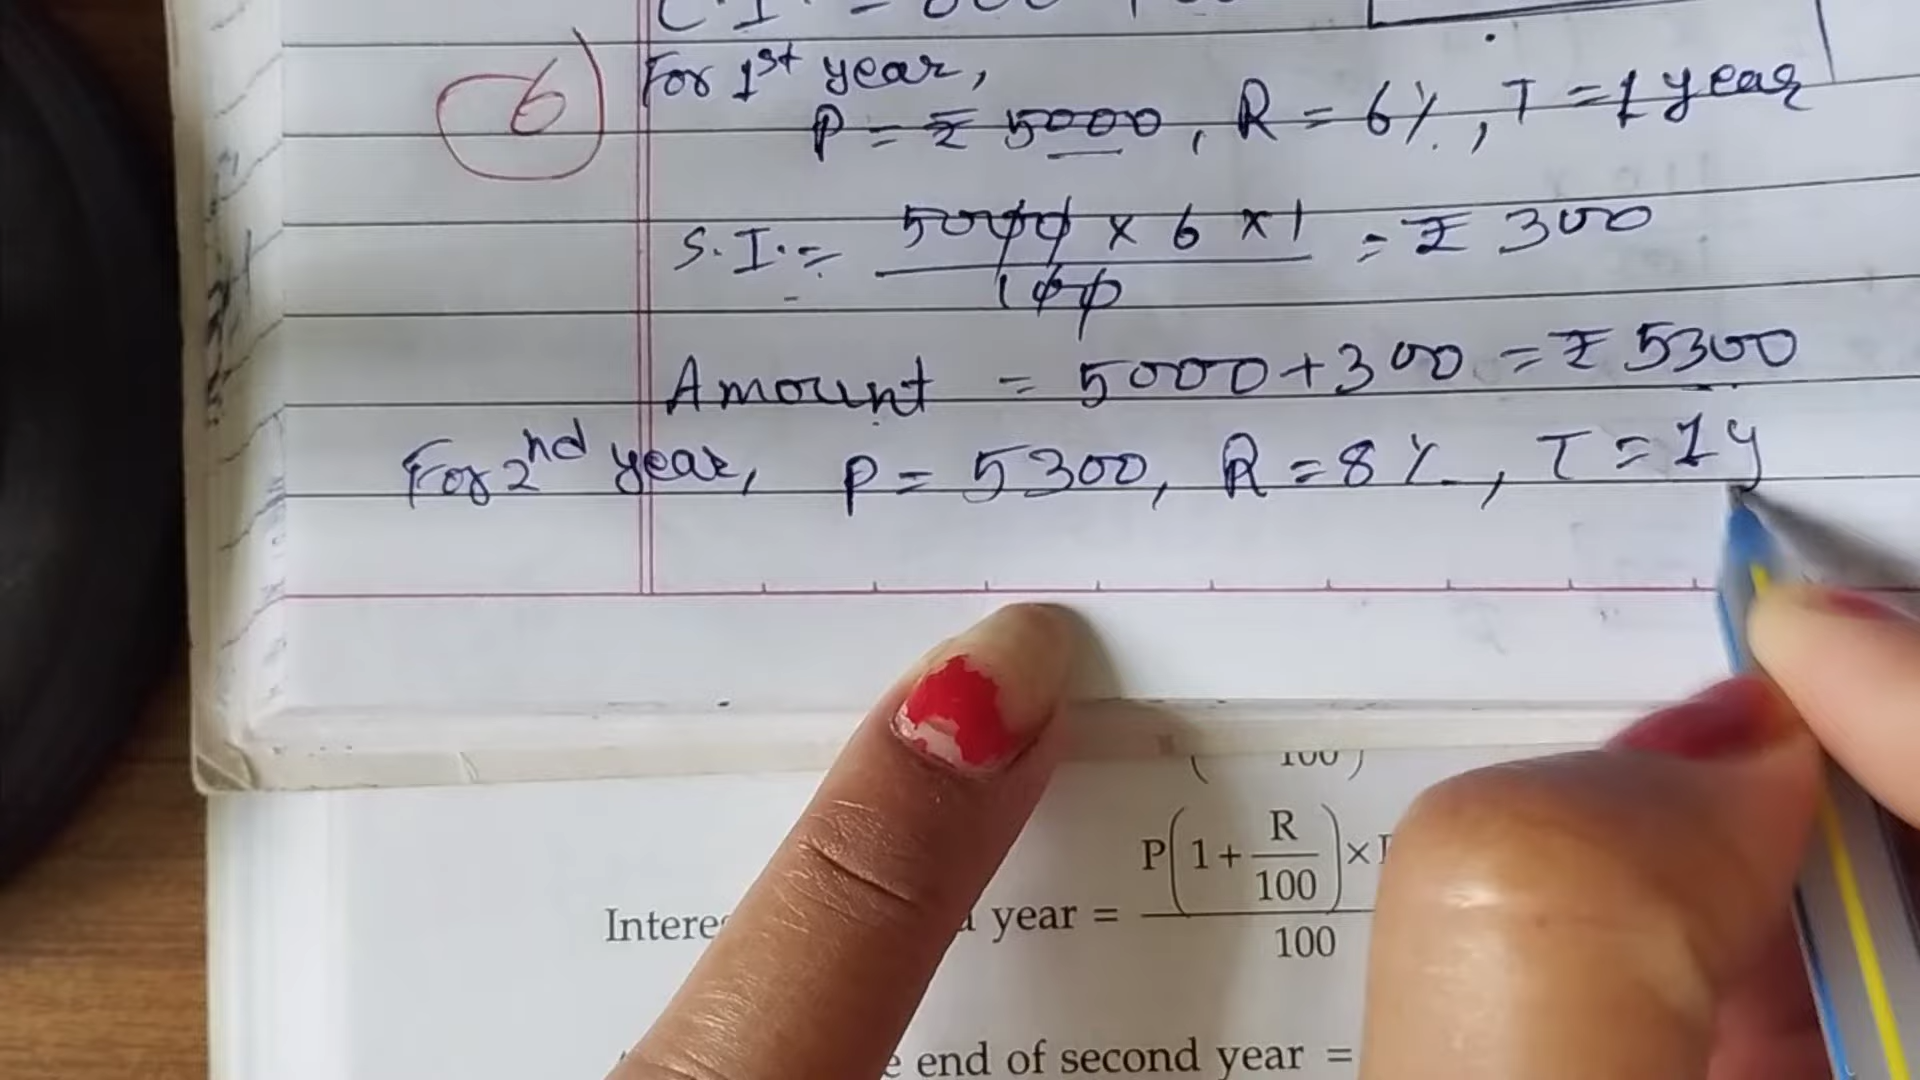 C.I. = 800
6) For 1st year,
P = ₹ 5000, R = 6%, T = 1 year
S.I. = 5000 x 6 x 1 / 100 = ₹ 300
Amount = 5000 + 300 = ₹ 5300
For 2nd year, P = 5300, R = 8%, T = 1 y
100 )
P(1 + R/100) ×
year = 
100
end of second year =